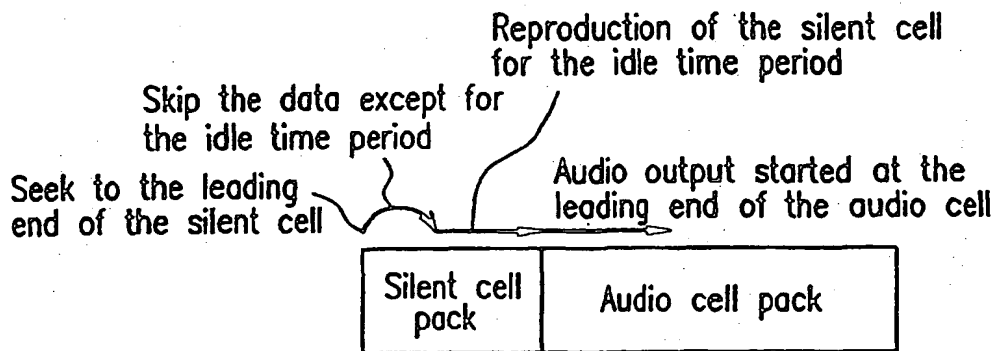 Reproduction of the silent cell
for the idle time period
Skip the data except for
the idle time period
Seek to the leading
end of the silent cell
Audio output started at the
leading end of the audio cell
Silent cell
pack
Audio cell pack